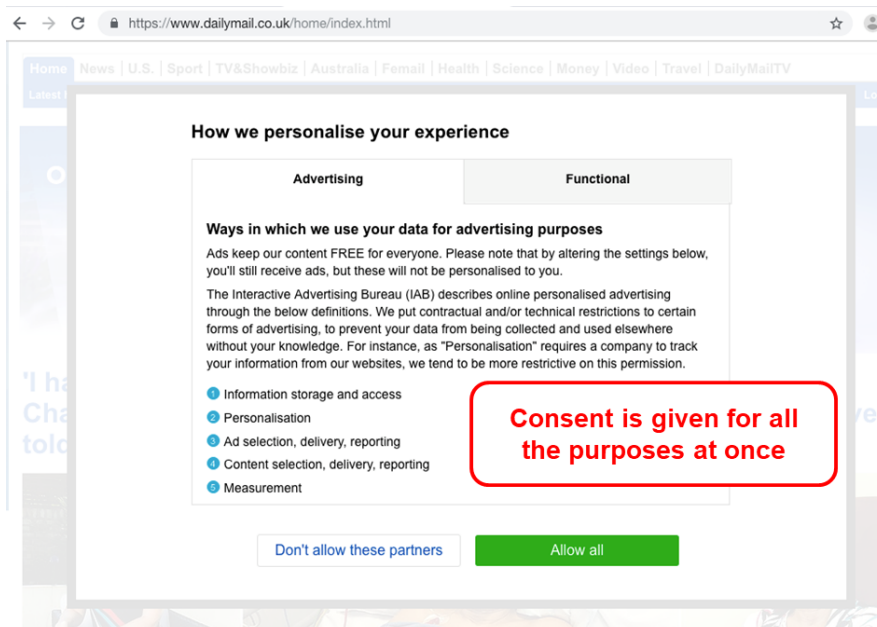 https://www.dailymail.co.uk/home/index.html
Home News | U.S. | Sport | TV&Showbiz | Australia | Femail | Health | Science | Money | Video | Travel | DailyMailTV
Latest
Lo
How we personalise your experience
Advertising
Functional
Ways in which we use your data for advertising purposes
Ads keep our content FREE for everyone. Please note that by altering the settings below,
you'll still receive ads, but these will not be personalised to you.
The Interactive Advertising Bureau (IAB) describes online personalised advertising
through the below definitions. We put contractual and/or technical restrictions to certain
forms of advertising, to prevent your data from being collected and used elsewhere
without your knowledge. For instance, as "Personalisation" requires a company to track
your information from our websites, we tend to be more restrictive on this permission.
1 Information storage and access
2 Personalisation
3 Ad selection, delivery, reporting
4 Content selection, delivery, reporting
5 Measurement
Consent is given for all
the purposes at once
'I ha
Cha
ve
told
Don't allow these partners
Allow all